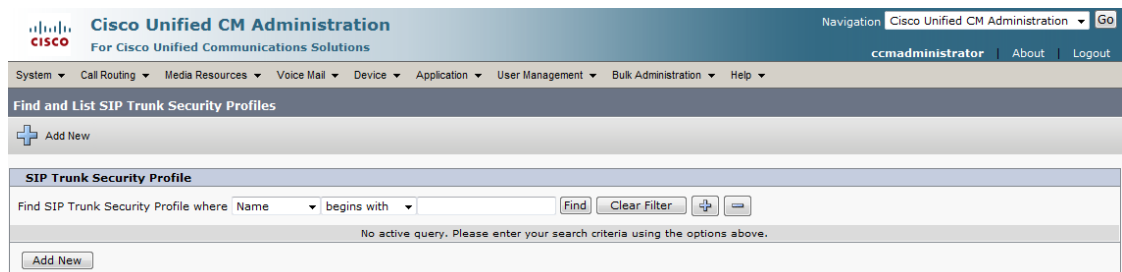 CISCO
Cisco Unified CM Administration
For Cisco Unified Communications Solutions
Navigation Cisco Unified CM Administration Go
ccmadministrator | About | Logout
System Call Routing Media Resources Voice Mail Device Application User Management Bulk Administration Help
Find and List SIP Trunk Security Profiles
Add New
SIP Trunk Security Profile
Find SIP Trunk Security Profile where Name begins with Find Clear Filter
No active query. Please enter your search criteria using the options above.
Add New